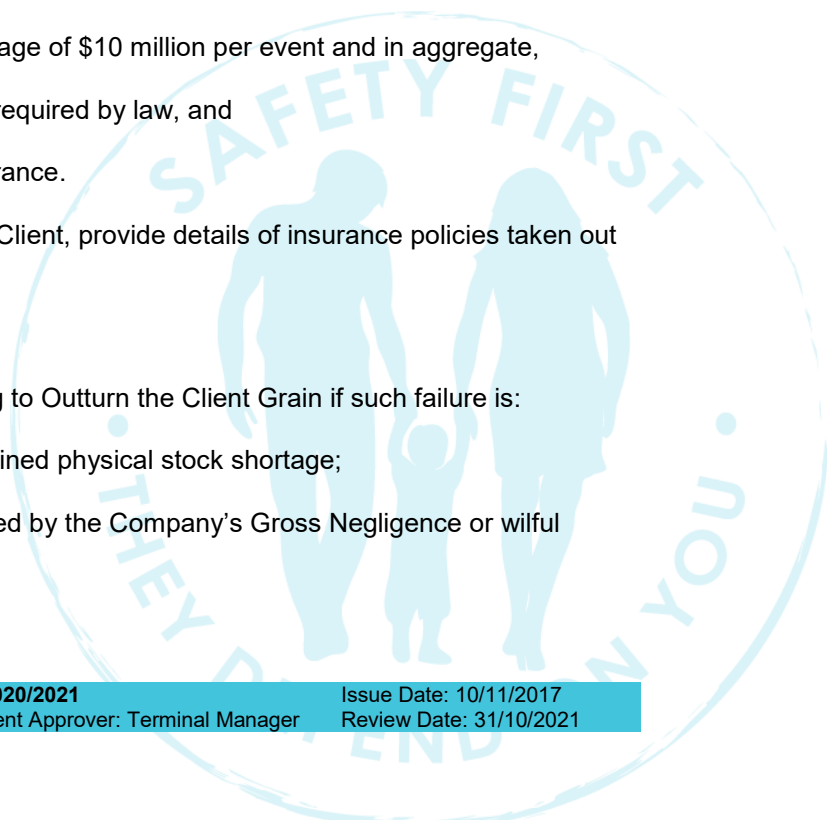 SAFETY FIRST
age of $10 million per event and in aggregate,
required by law, and
rance.
Client, provide details of insurance policies taken out
g to Outturn the Client Grain if such failure is:
ined physical stock shortage;
ed by the Company's Gross Negligence or wilful
THEY DEPEND ON YOU
020/2021 Issue Date: 10/11/2017
ent Approver: Terminal Manager Review Date: 31/10/2021